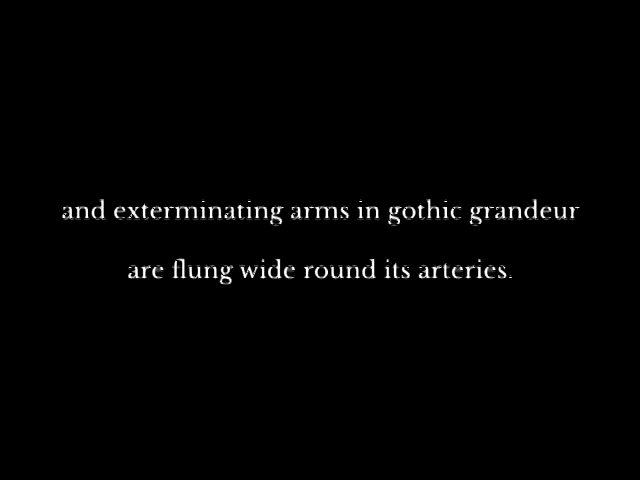 and exterminating arms in gothic grandeur
are flung wide round its arteries.